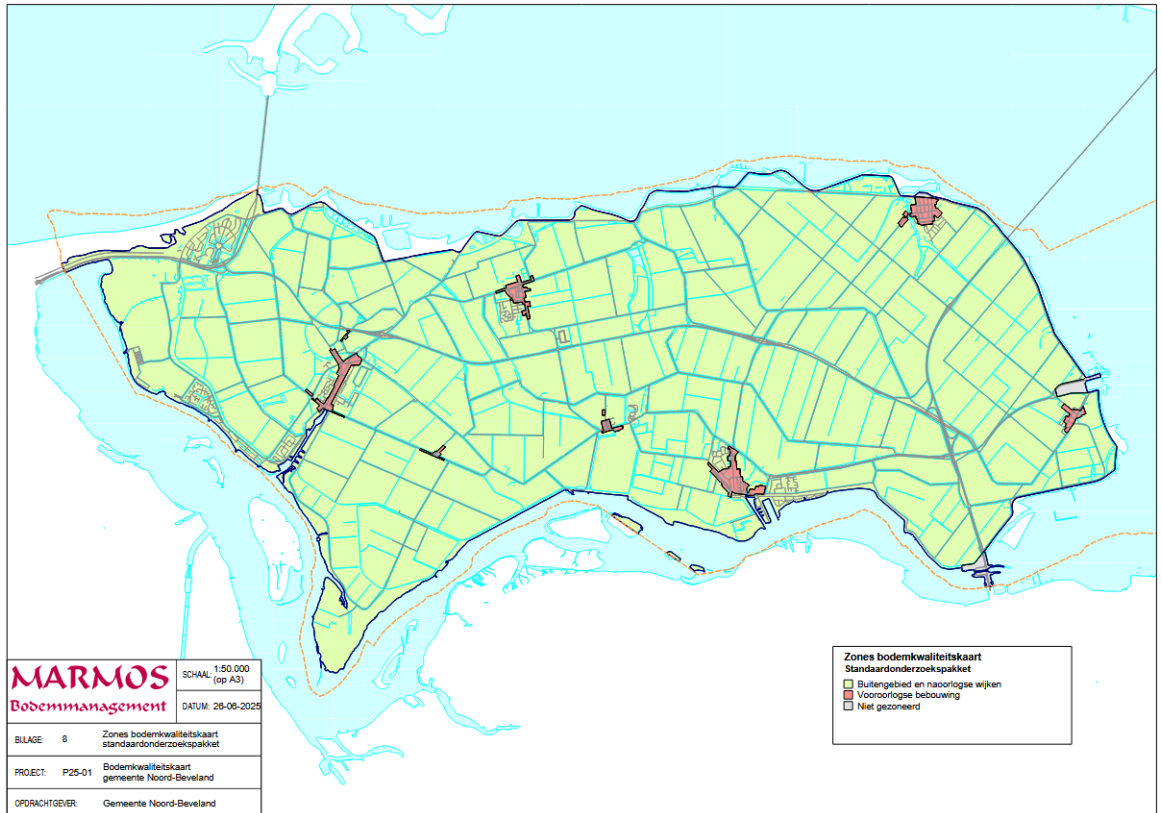 Zones bodemkwaliteitskaart
Standaardonderzoekspakket
Buitengebied en naoorlogse wijken
Vooroorlogse bebouwing
Niet gezoneerd
MARMOS
Bodemmanagement
SCHAAL: 1:50.000
(op A3)
DATUM: 26-06-2025
BIJLAGE: 8 Zones bodemkwaliteitskaart
standaardonderzoekspakket
PROJECT: P25-01 Bodemkwaliteitskaart
gemeente Noord-Beveland
OPDRACHTGEVER: Gemeente Noord-Beveland